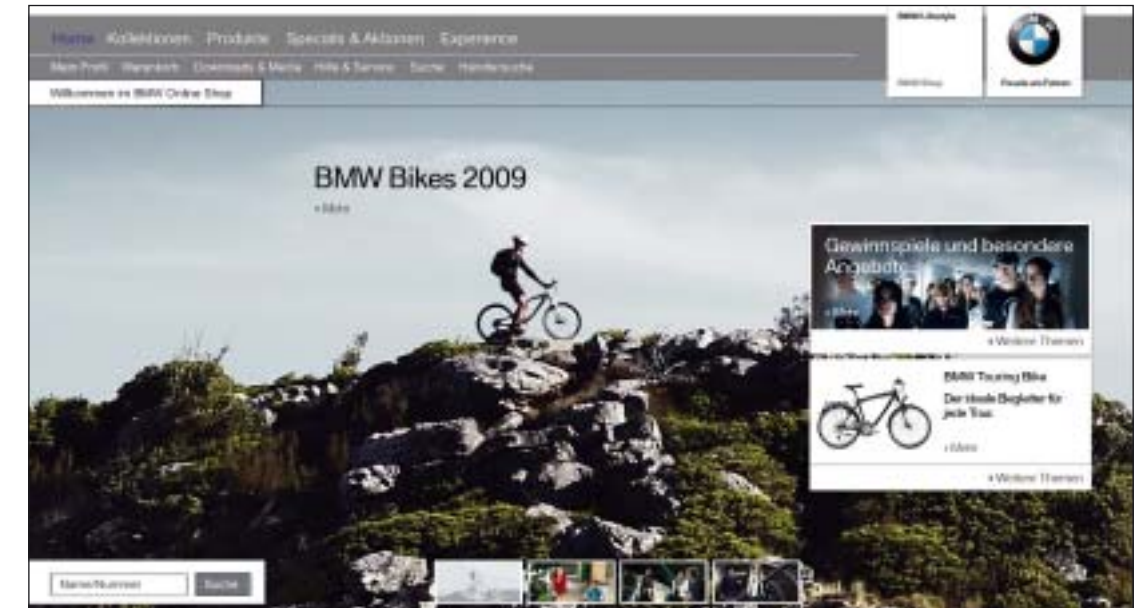 Home Kollektionen Produkte Specials & Aktionen Experience
Mein Profil Warenkorb Downloads & Media Hilfe & Service Suche Händlersuche
Willkommen im BMW Online Shop
BMW Lifestyle
BMW Shop
BMW
Freude am Fahren
BMW Bikes 2009
» Mehr
Gewinnspiele und besondere
Angebote
» Mehr
» Weitere Themen
BMW Touring Bike
Der ideale Begleiter für
jede Tour.
» Mehr
» Weitere Themen
Name/Nummer Suche